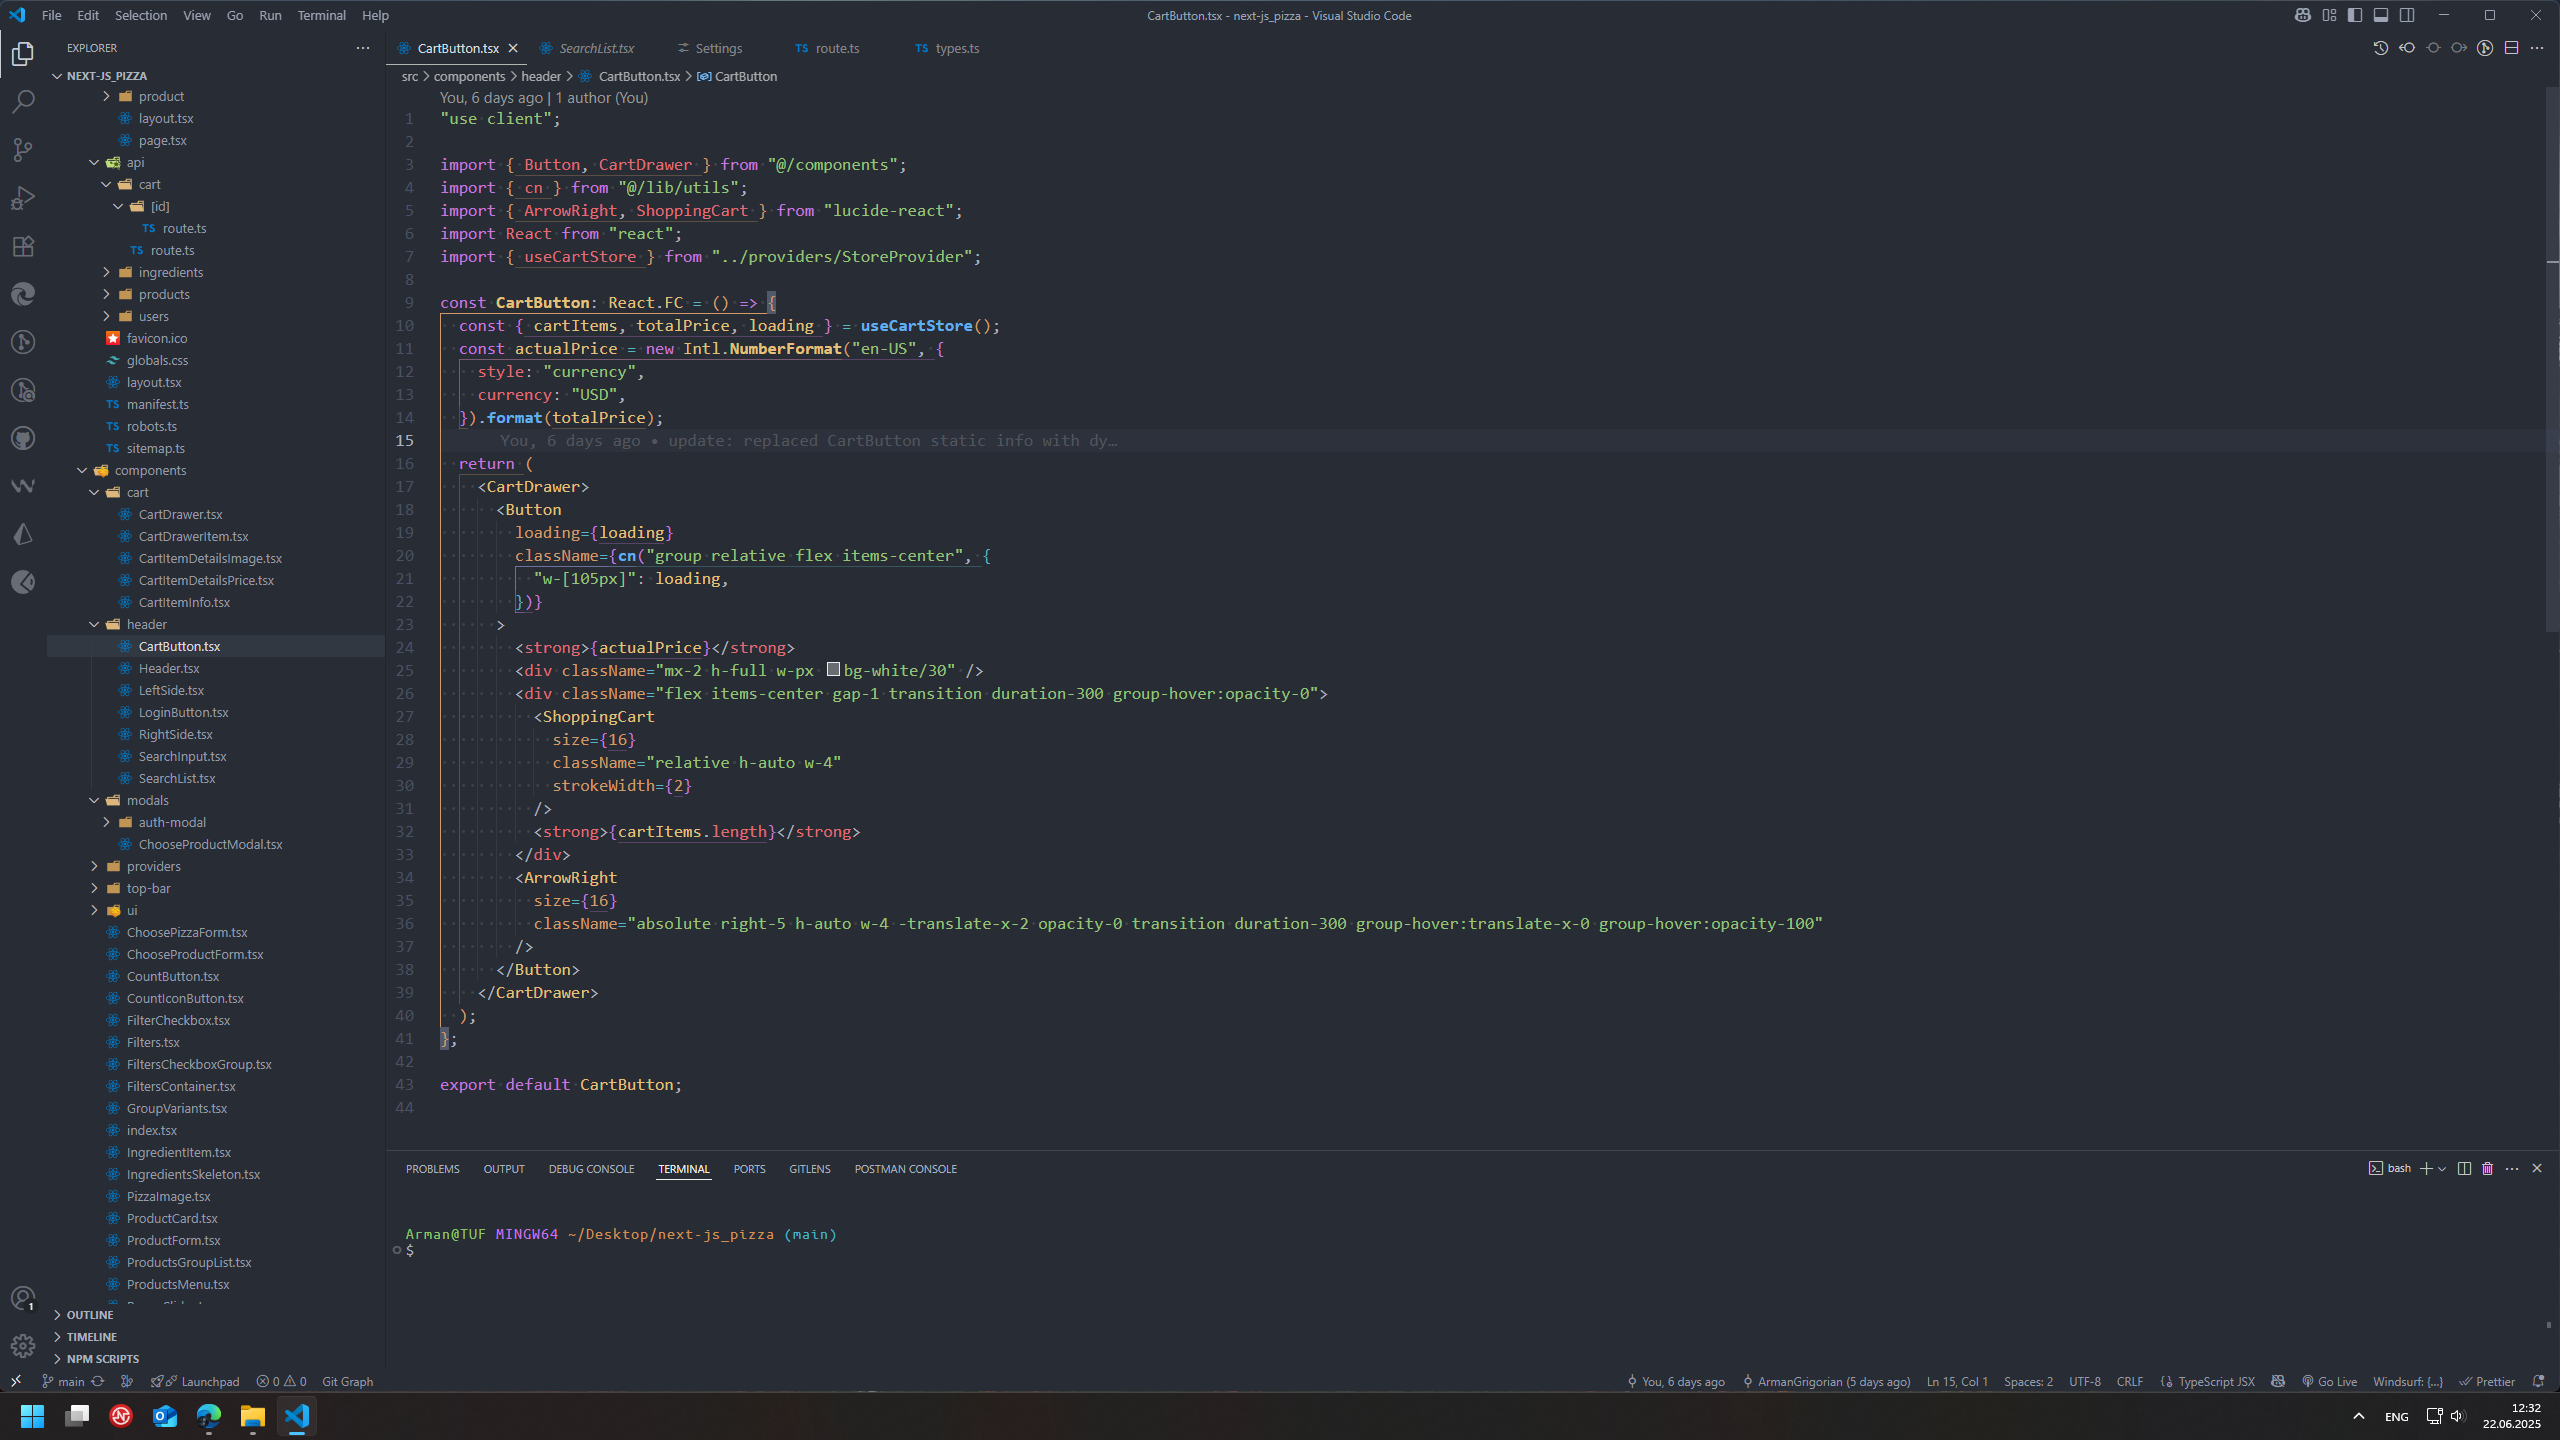 File Edit Selection View Go Run Terminal Help
CartButton.tsx - next-js_pizza - Visual Studio Code
EXPLORER
NEXT-JS_PIZZA
product
layout.tsx
page.tsx
api
cart
[id]
route.ts
route.ts
ingredients
products
users
favicon.ico
globals.css
layout.tsx
manifest.ts
robots.ts
sitemap.ts
components
cart
CartDrawer.tsx
CartDrawerItem.tsx
CartItemDetailsImage.tsx
CartItemDetailsPrice.tsx
CartItemInfo.tsx
header
CartButton.tsx
Header.tsx
LeftSide.tsx
LoginButton.tsx
RightSide.tsx
SearchInput.tsx
SearchList.tsx
modals
auth-modal
ChooseProductModal.tsx
providers
top-bar
ui
ChoosePizzaForm.tsx
ChooseProductForm.tsx
CountButton.tsx
CountIconButton.tsx
FilterCheckbox.tsx
Filters.tsx
FiltersCheckboxGroup.tsx
FiltersContainer.tsx
GroupVariants.tsx
index.tsx
IngredientItem.tsx
IngredientsSkeleton.tsx
PizzaImage.tsx
ProductCard.tsx
ProductForm.tsx
ProductsGroupList.tsx
ProductsMenu.tsx
OUTLINE
TIMELINE
NPM SCRIPTS
CartButton.tsx SearchList.tsx Settings TS route.ts TS types.ts
src > components > header > CartButton.tsx > CartButton
You, 6 days ago | 1 author (You)
1 "use client";
2
3 import { Button, CartDrawer } from "@/components";
4 import { cn } from "@/lib/utils";
5 import { ArrowRight, ShoppingCart } from "lucide-react";
6 import React from "react";
7 import { useCartStore } from "../providers/StoreProvider";
8
9 const CartButton: React.FC = () => {
10 const { cartItems, totalPrice, loading } = useCartStore();
11 const actualPrice = new Intl.NumberFormat("en-US", {
12 style: "currency",
13 currency: "USD",
14 }).format(totalPrice);
15 You, 6 days ago • update: replaced CartButton static info with dy…
16 return (
17 <CartDrawer>
18 <Button
19 loading={loading}
20 className={cn("group relative flex items-center", {
21 "w-[105px]": loading,
22 })}
23 >
24 <strong>{actualPrice}</strong>
25 <div className="mx-2 h-full w-px bg-white/30" />
26 <div className="flex items-center gap-1 transition duration-300 group-hover:opacity-0">
27 <ShoppingCart
28 size={16}
29 className="relative h-auto w-4"
30 strokeWidth={2}
31 />
32 <strong>{cartItems.length}</strong>
33 </div>
34 <ArrowRight
35 size={16}
36 className="absolute right-5 h-auto w-4 -translate-x-2 opacity-0 transition duration-300 group-hover:translate-x-0 group-hover:opacity-100"
37 />
38 </Button>
39 </CartDrawer>
40 );
41 };
42
43 export default CartButton;
44
PROBLEMS OUTPUT DEBUG CONSOLE TERMINAL PORTS GITLENS POSTMAN CONSOLE
bash
Arman@TUF MINGW64 ~/Desktop/next-js_pizza (main)
$
1
main Launchpad 0 0 Git Graph
You, 6 days ago ArmanGrigorian (5 days ago) Ln 15, Col 1 Spaces: 2 UTF-8 CRLF {} TypeScript JSX Go Live Windsurf: {...} Prettier
ENG
12:32
22.06.2025